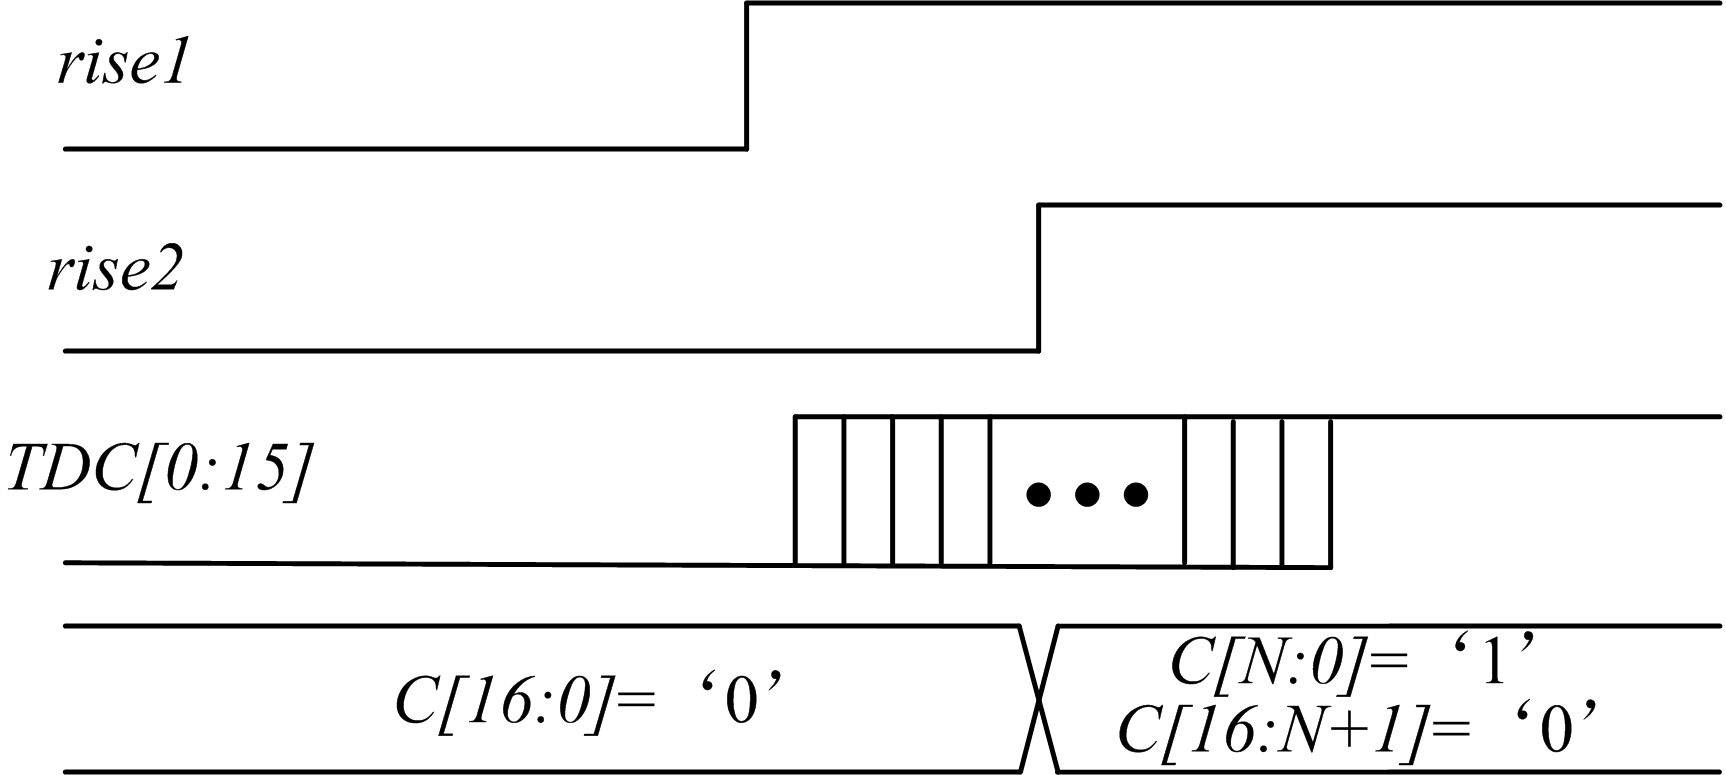 rise1
rise2
TDC[0:15]
C[16:0]= ‘0’
C[N:0]= ‘1’
C[16:N+1]= ‘0’